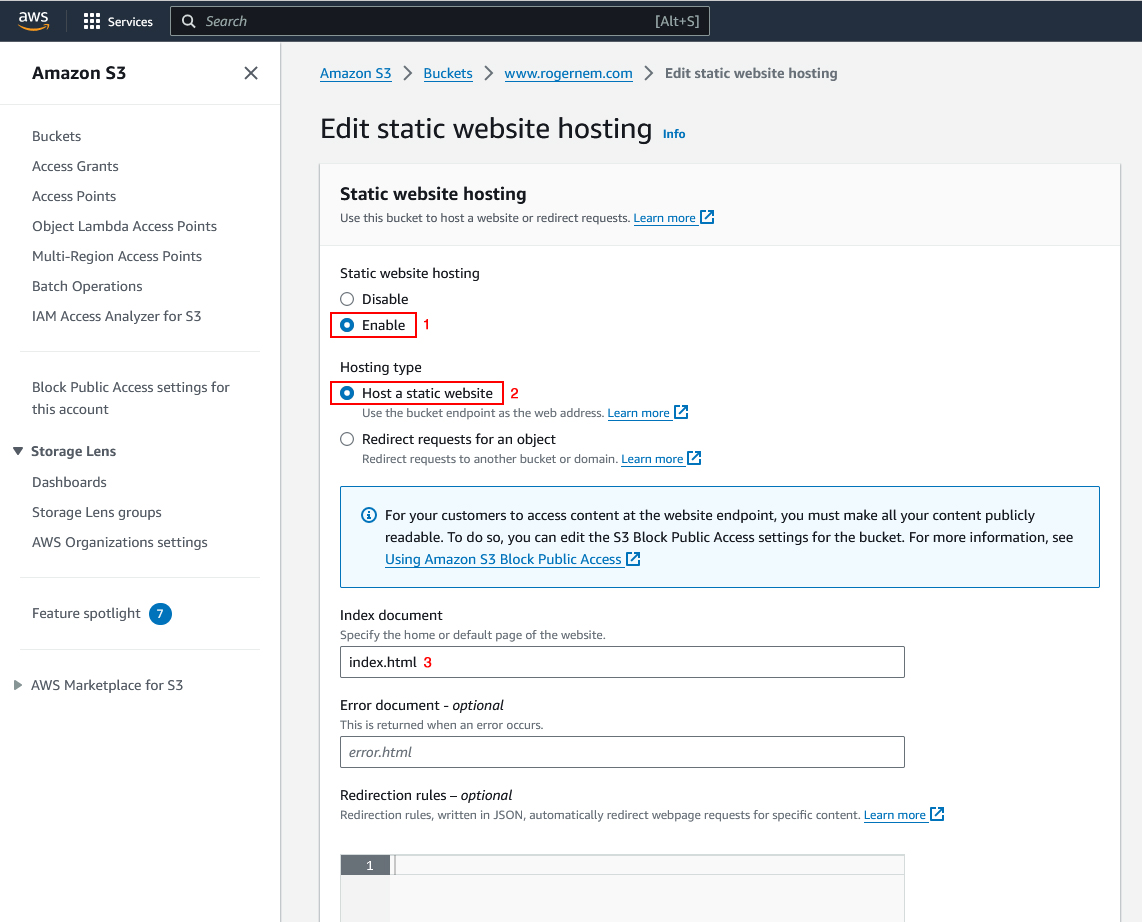 aws Services Search [Alt+S]
Amazon S3
Buckets
Access Grants
Access Points
Object Lambda Access Points
Multi-Region Access Points
Batch Operations
IAM Access Analyzer for S3
Block Public Access settings for
this account
Storage Lens
Dashboards
Storage Lens groups
AWS Organizations settings
Feature spotlight 7
AWS Marketplace for S3
Amazon S3 Buckets www.rogernem.com Edit static website hosting
Edit static website hosting Info
Static website hosting
Use this bucket to host a website or redirect requests. Learn more
Static website hosting
Disable
Enable 1
Hosting type
Host a static website 2
Use the bucket endpoint as the web address. Learn more
Redirect requests for an object
Redirect requests to another bucket or domain. Learn more
For your customers to access content at the website endpoint, you must make all your content publicly
readable. To do so, you can edit the S3 Block Public Access settings for the bucket. For more information, see
Using Amazon S3 Block Public Access
Index document
Specify the home or default page of the website.
index.html 3
Error document - optional
This is returned when an error occurs.
error.html
Redirection rules – optional
Redirection rules, written in JSON, automatically redirect webpage requests for specific content. Learn more
1